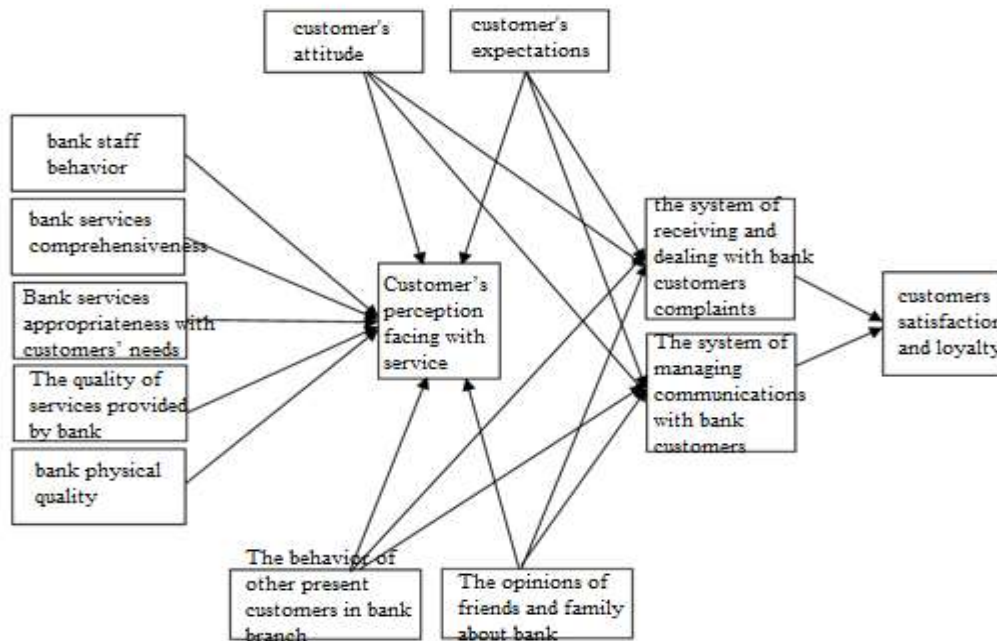 customer's
attitude
customer's
expectations
bank staff
behavior
bank services
comprehensiveness
Bank services
appropriateness with
customers' needs
The quality of
services provided
by bank
bank physical
quality
Customer's
perception
facing with
service
the system of
receiving and
dealing with bank
customers
complaints
The system of
managing
communications
with bank
customers
customers
satisfaction
and loyalty
The behavior of
other present
customers in bank
branch
The opinions of
friends and family
about bank